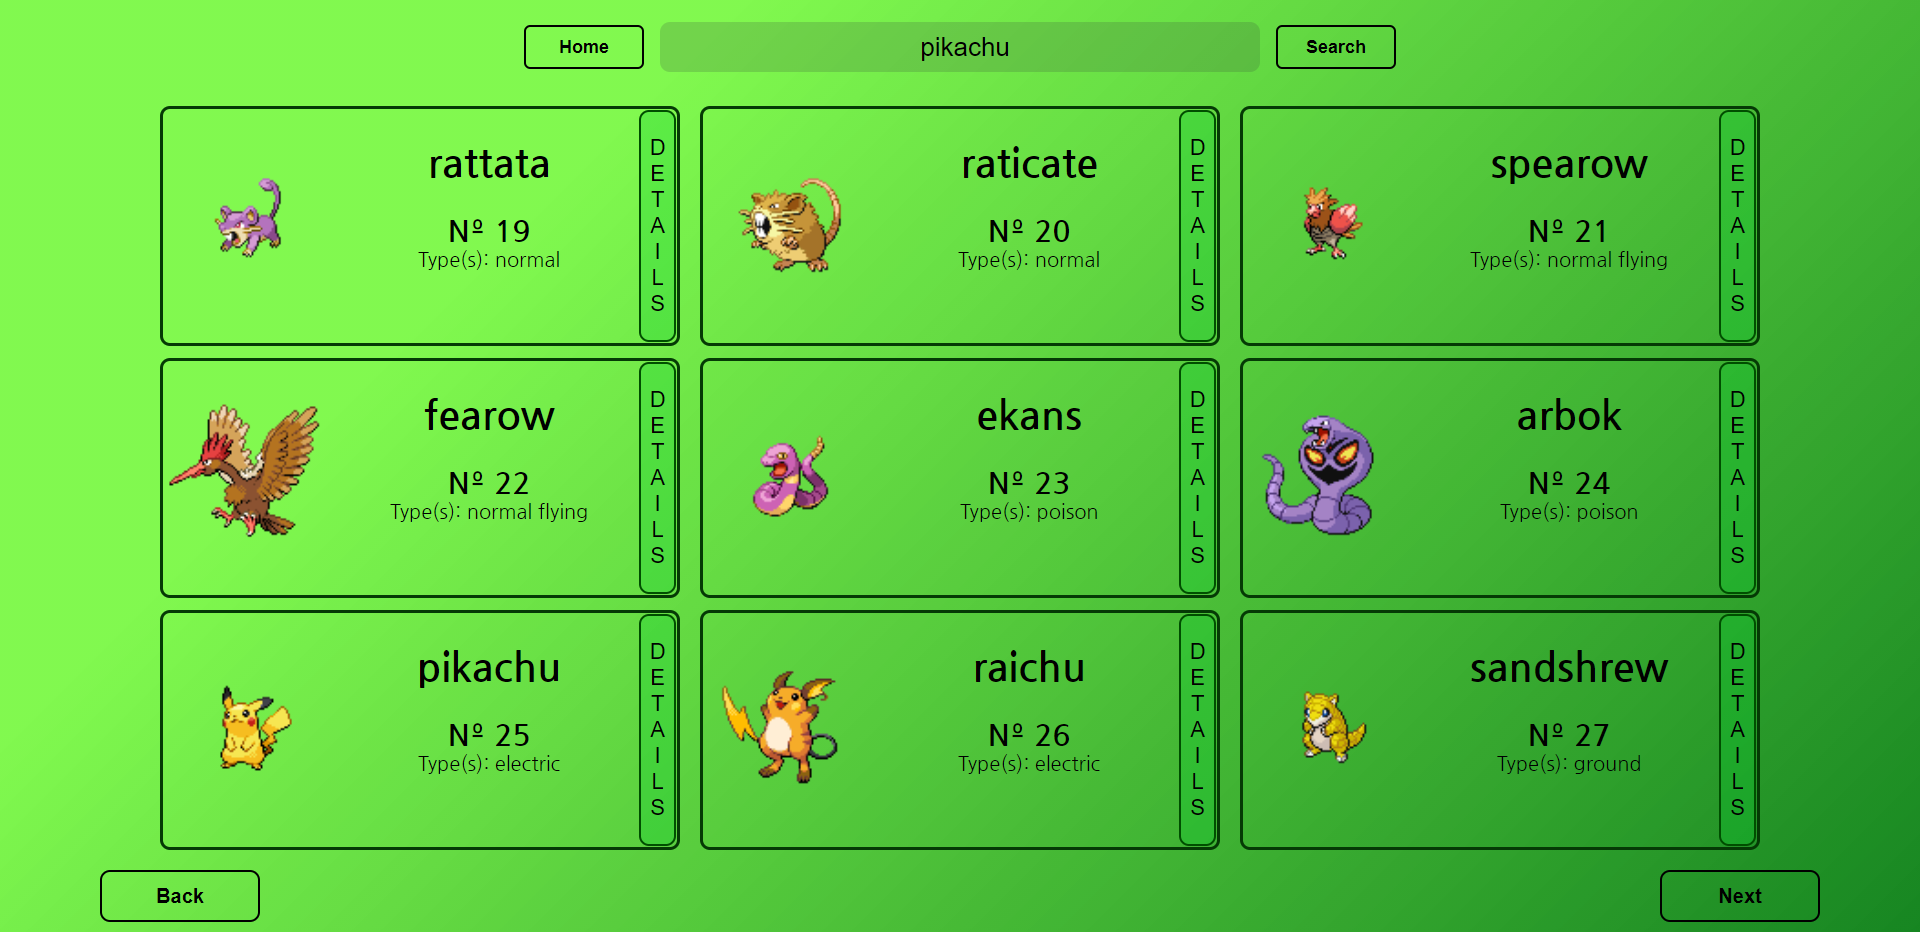 Home
pikachu
Search
rattata
Nº 19
Type(s): normal
DETAILS
raticate
Nº 20
Type(s): normal
DETAILS
spearow
Nº 21
Type(s): normal flying
DETAILS
fearow
Nº 22
Type(s): normal flying
DETAILS
ekans
Nº 23
Type(s): poison
DETAILS
arbok
Nº 24
Type(s): poison
DETAILS
pikachu
Nº 25
Type(s): electric
DETAILS
raichu
Nº 26
Type(s): electric
DETAILS
sandshrew
Nº 27
Type(s): ground
DETAILS
Back
Next